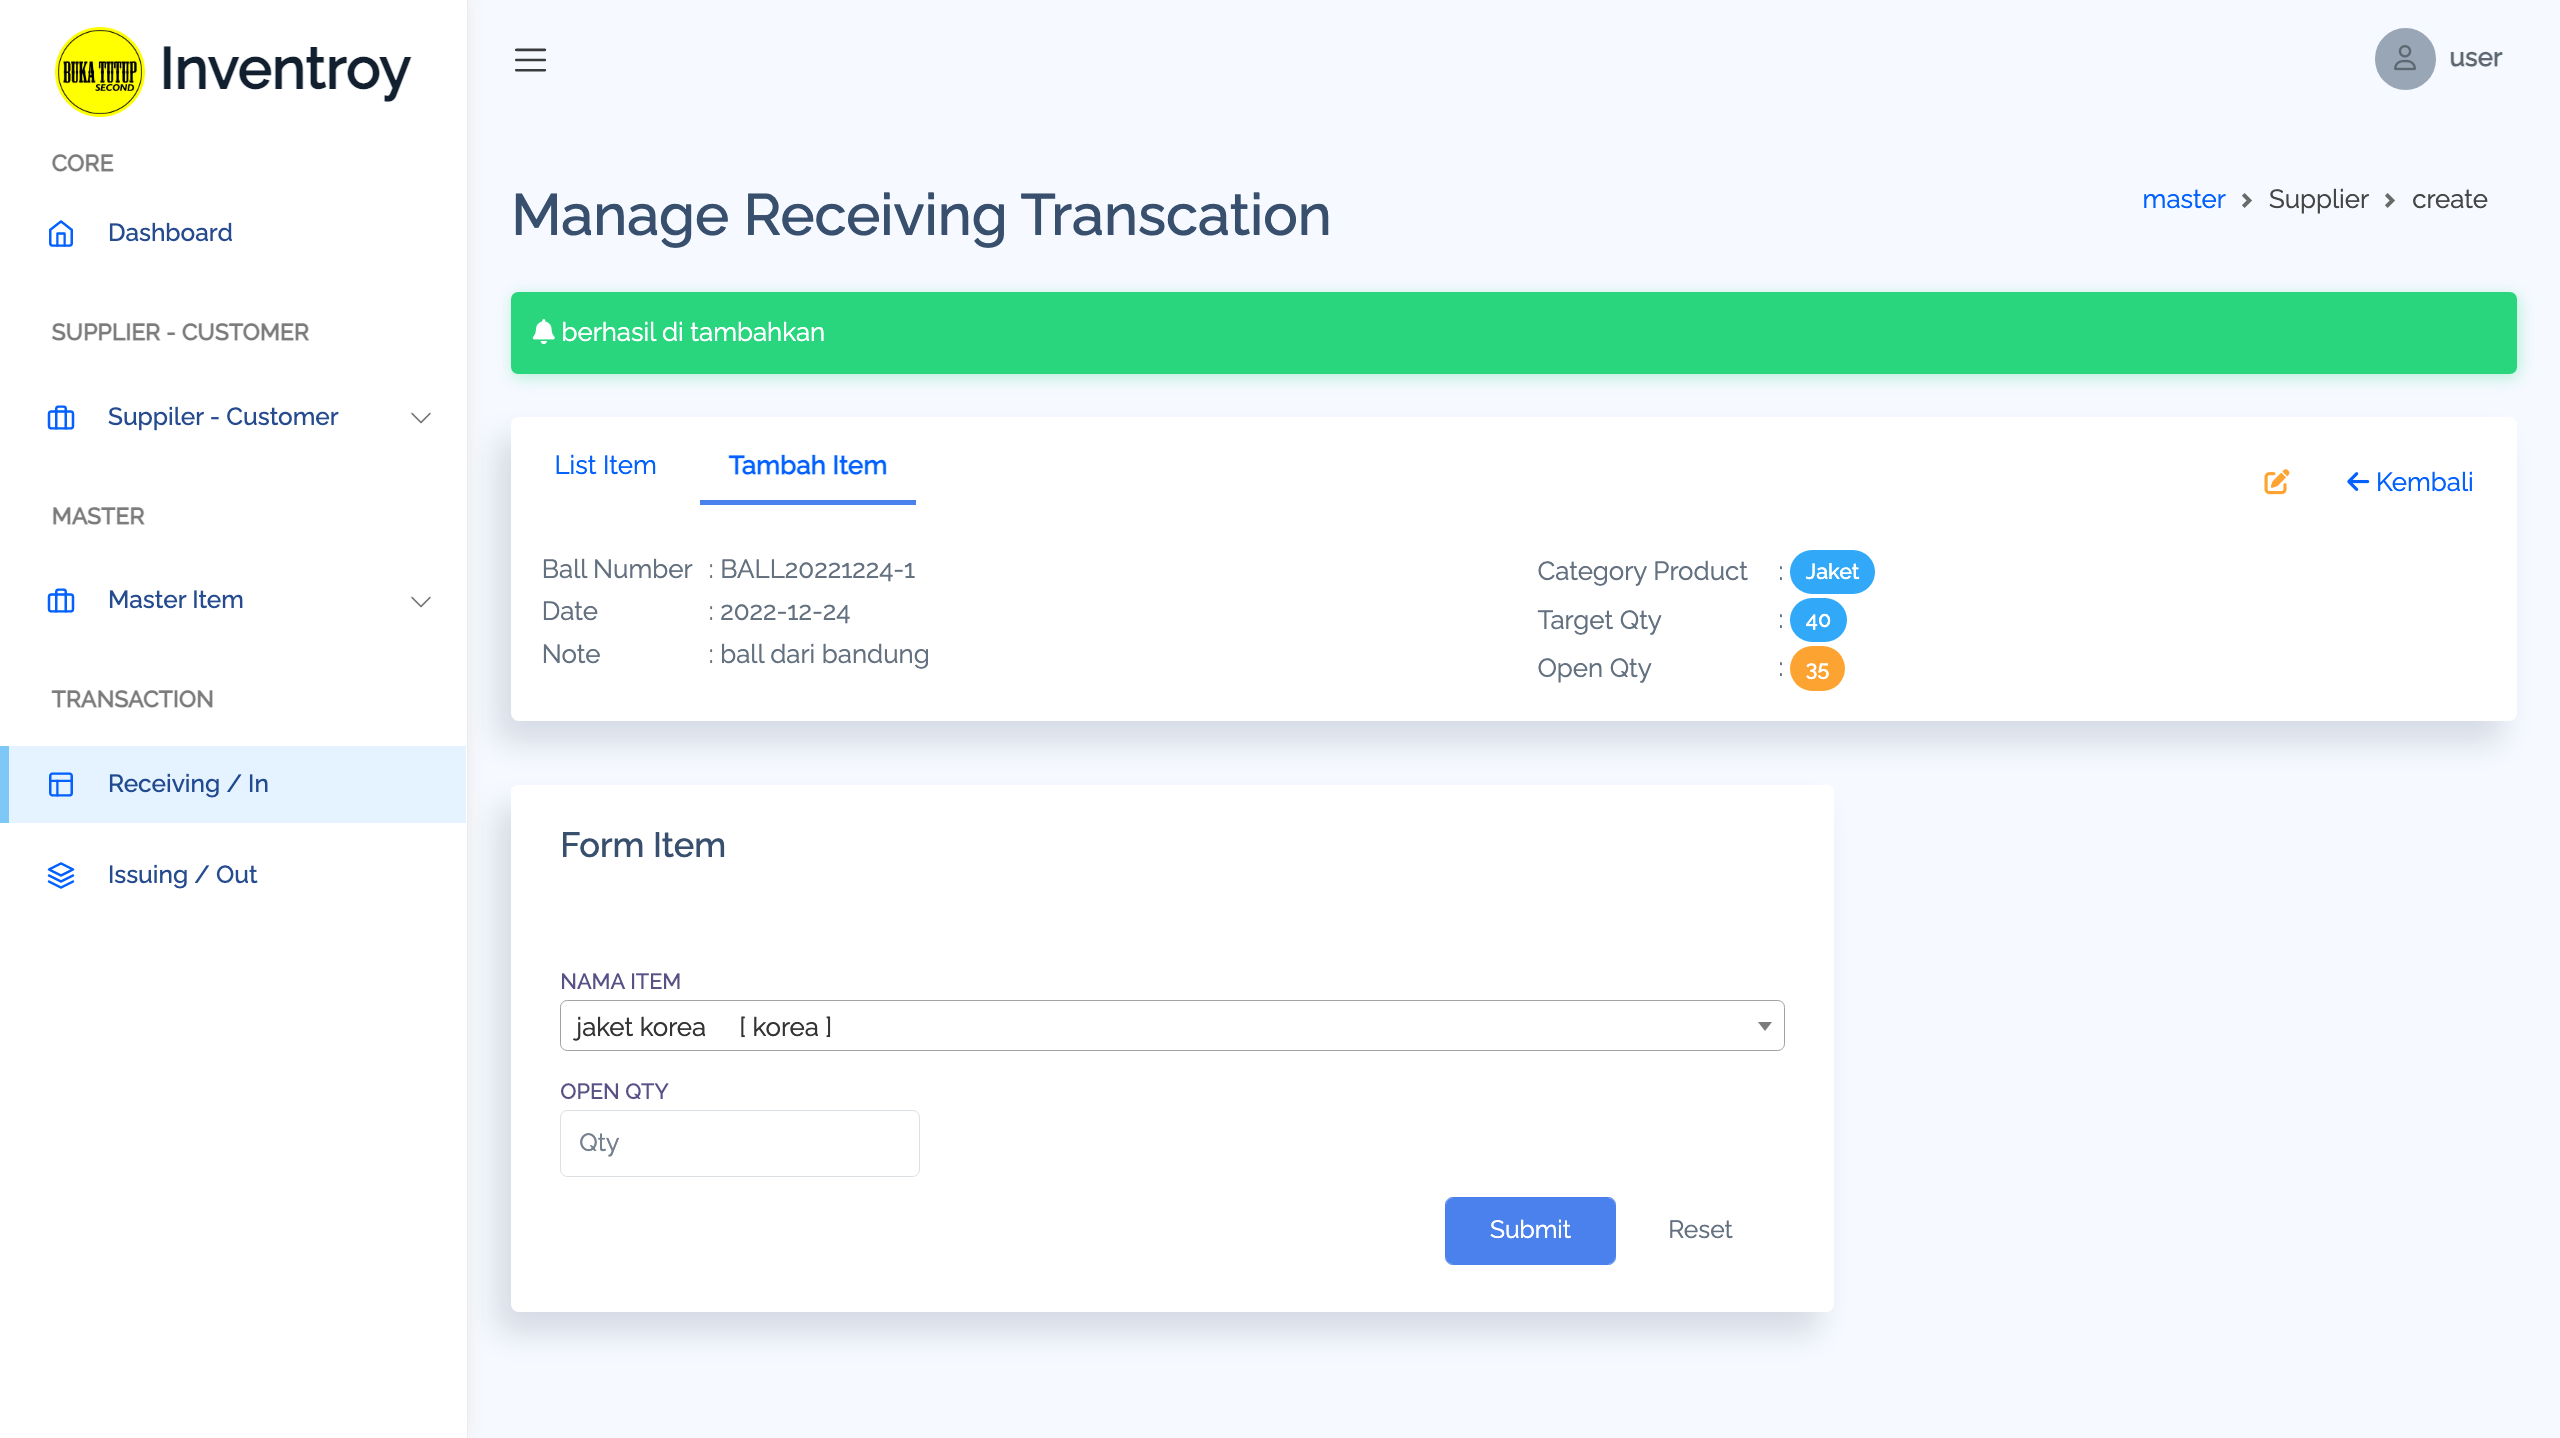 BUKA TUTUP
SECOND
Inventroy
user
CORE
Dashboard
SUPPLIER - CUSTOMER
Suppiler - Customer
MASTER
Master Item
TRANSACTION
Receiving / In
Issuing / Out
Manage Receiving Transcation
master > Supplier > create
berhasil di tambahkan
List Item
Tambah Item
Kembali
Ball Number : BALL20221224-1
Date : 2022-12-24
Note : ball dari bandung
Category Product : Jaket
Target Qty : 40
Open Qty : 35
Form Item
NAMA ITEM
jaket korea [ korea ]
OPEN QTY
Qty
Submit
Reset